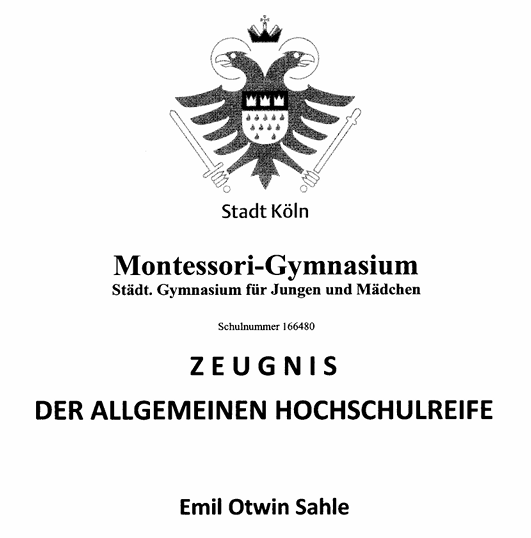 Stadt Köln
Montessori-Gymnasium
Städt. Gymnasium für Jungen und Mädchen
Schulnummer 166480
ZEUGNIS
DER ALLGEMEINEN HOCHSCHULREIFE
Emil Otwin Sahle